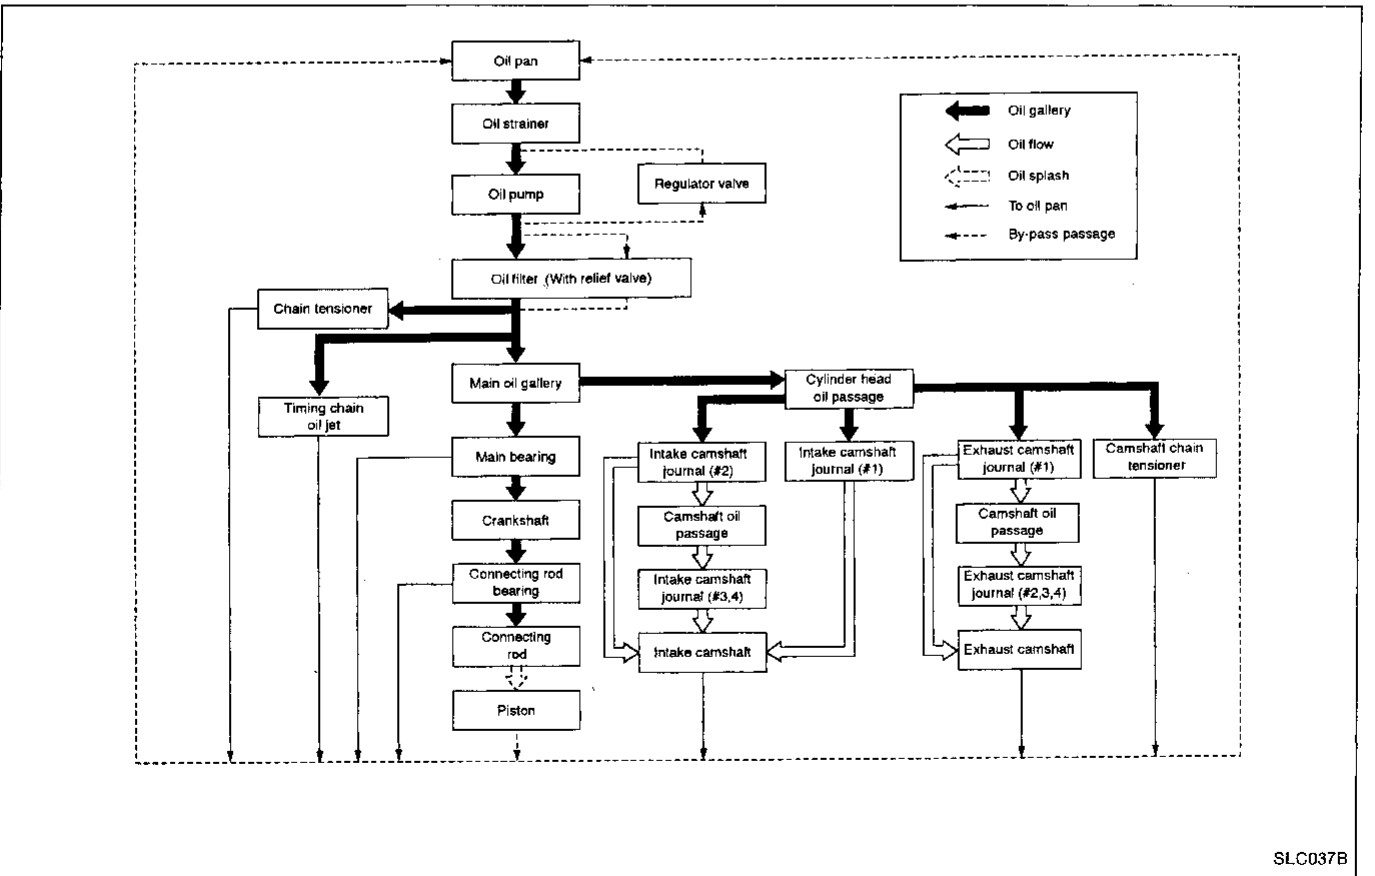 Oil pan
Oil strainer
Oil pump
Regulator valve
Oil filter (With relief valve)
Oil gallery
Oil flow
Oil splash
To oil pan
By-pass passage
Chain tensioner
Timing chain
oil jet
Main oil gallery
Main bearing
Crankshaft
Connecting rod
bearing
Connecting
rod
Piston
Cylinder head
oil passage
Intake camshaft
journal (#2)
Camshaft oil
passage
Intake camshaft
journal (#3,4)
Intake camshaft
Intake camshaft
journal (#1)
Exhaust camshaft
journal (#1)
Camshaft oil
passage
Exhaust camshaft
journal (#2,3,4)
Exhaust camshaft
Camshaft chain
tensioner
SLC037B